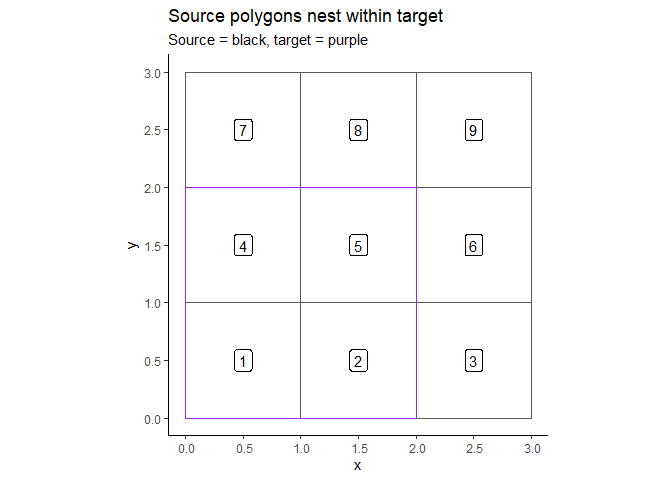 Source polygons nest within target
Source = black, target = purple
3.0
7 8 9
2.5
2.0
y
4 5 6
1.5
1.0
1 2 3
0.5
0.0
0.0 0.5 1.0 1.5 2.0 2.5 3.0
x